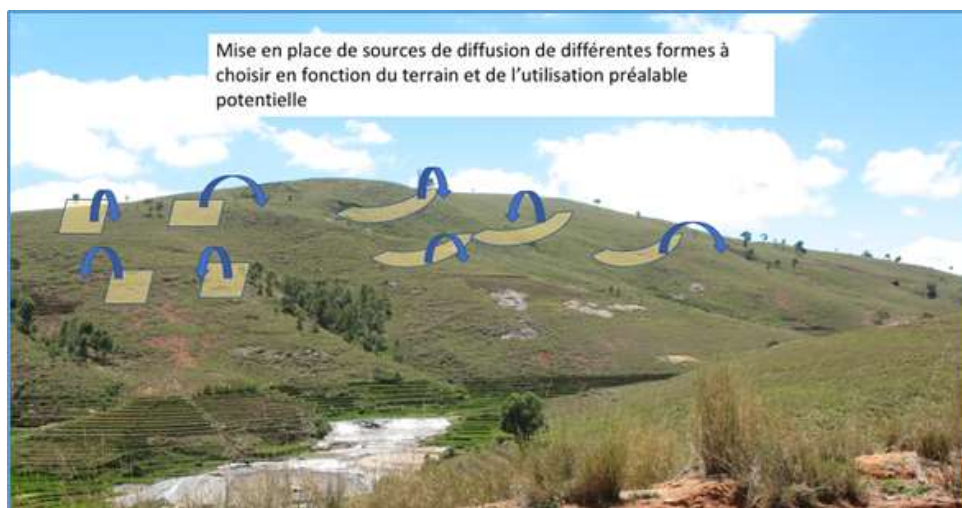 Mise en place de sources de diffusion de différentes formes à
choisir en fonction du terrain et de l’utilisation préalable
potentielle